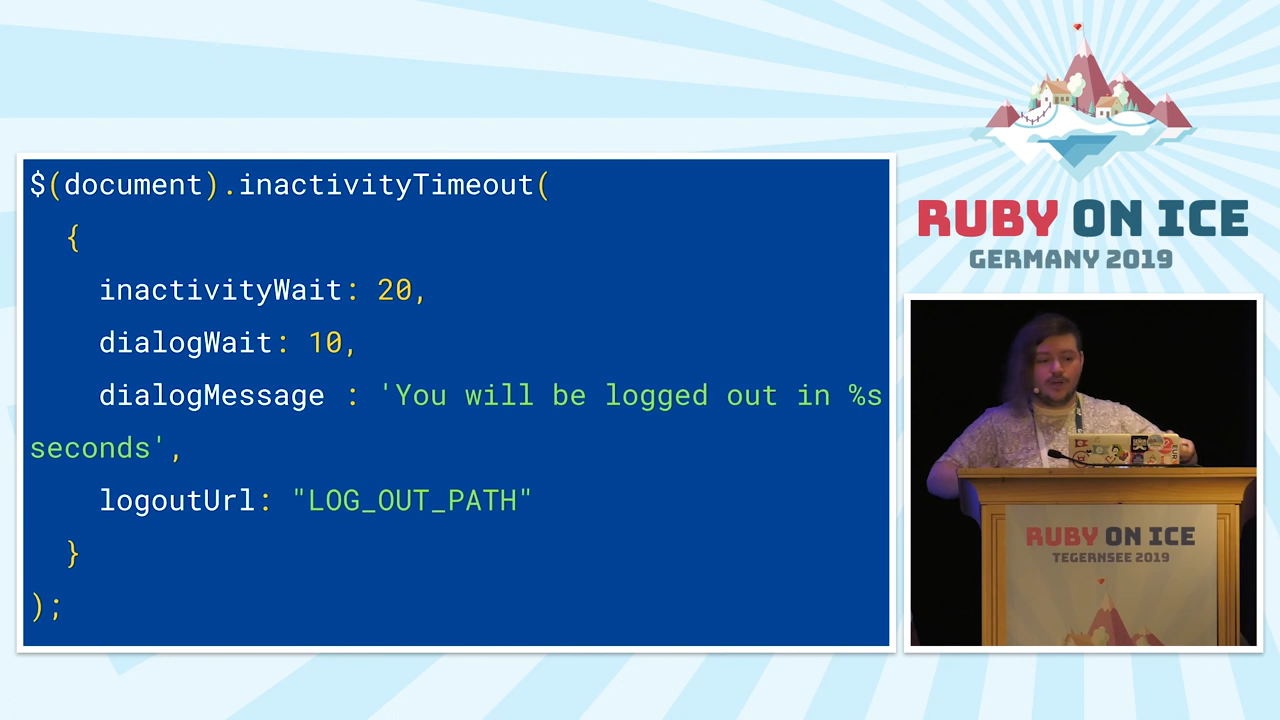 $(document).inactivityTimeout(
{
inactivityWait: 20,
dialogWait: 10,
dialogMessage : 'You will be logged out in %s
seconds',
logoutUrl: "LOG_OUT_PATH"
}
);
RUBY ON ICE
GERMANY 2019
RUBY ON ICE
TEGERNSEE 2019